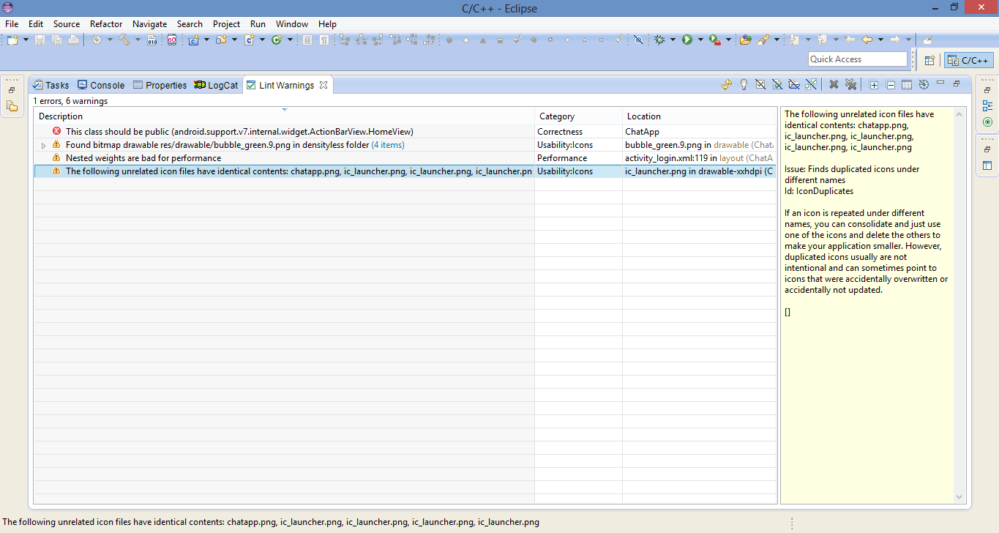 C/C++ - Eclipse
File Edit Source Refactor Navigate Search Project Run Window Help
010
Quick Access
C/C++
Tasks Console Properties LogCat Lint Warnings
1 errors, 6 warnings
Description Category Location
This class should be public (android.support.v7.internal.widget.ActionBarView.HomeView) Correctness ChatApp
Found bitmap drawable res/drawable/bubble_green.9.png in densityless folder (4 items) Usability:Icons bubble_green.9.png in drawable (Chat
Nested weights are bad for performance Performance activity_login.xml:119 in layout (ChatA
The following unrelated icon files have identical contents: chatapp.png, ic_launcher.png, ic_launcher.png, ic_launcher.pn Usability:Icons ic_launcher.png in drawable-xxhdpi (C
The following unrelated icon files have
identical contents: chatapp.png,
ic_launcher.png, ic_launcher.png,
ic_launcher.png, ic_launcher.png
Issue: Finds duplicated icons under
different names
Id: IconDuplicates
If an icon is repeated under different
names, you can consolidate and just use
one of the icons and delete the others to
make your application smaller. However,
duplicated icons usually are not
intentional and can sometimes point to
icons that were accidentally overwritten or
accidentally not updated.
[]
The following unrelated icon files have identical contents: chatapp.png, ic_launcher.png, ic_launcher.png, ic_launcher.png, ic_launcher.png